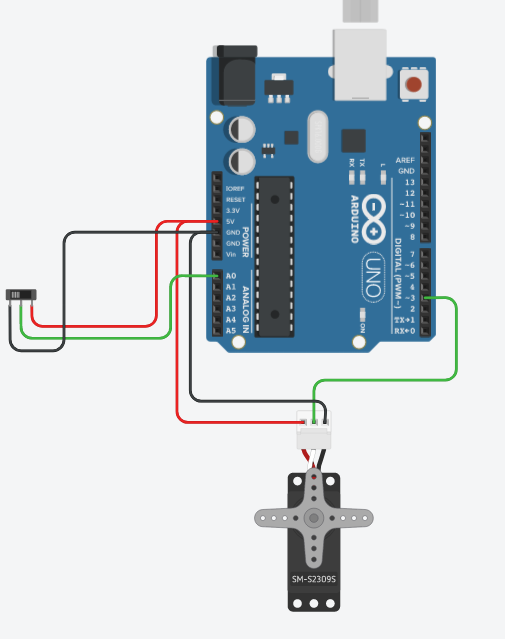 AREF
GND
13
12
~11
~10
~9
8
7
~6
~5
4
~3
2
TX→1
RX←0
DIGITAL (PWM~)
IOREF
RESET
3.3V
5V
GND
GND
Vin
POWER
A0
A1
A2
A3
A4
A5
ANALOG IN
RX
TX
L
ARDUINO
UNO
ON
SM-S2309S